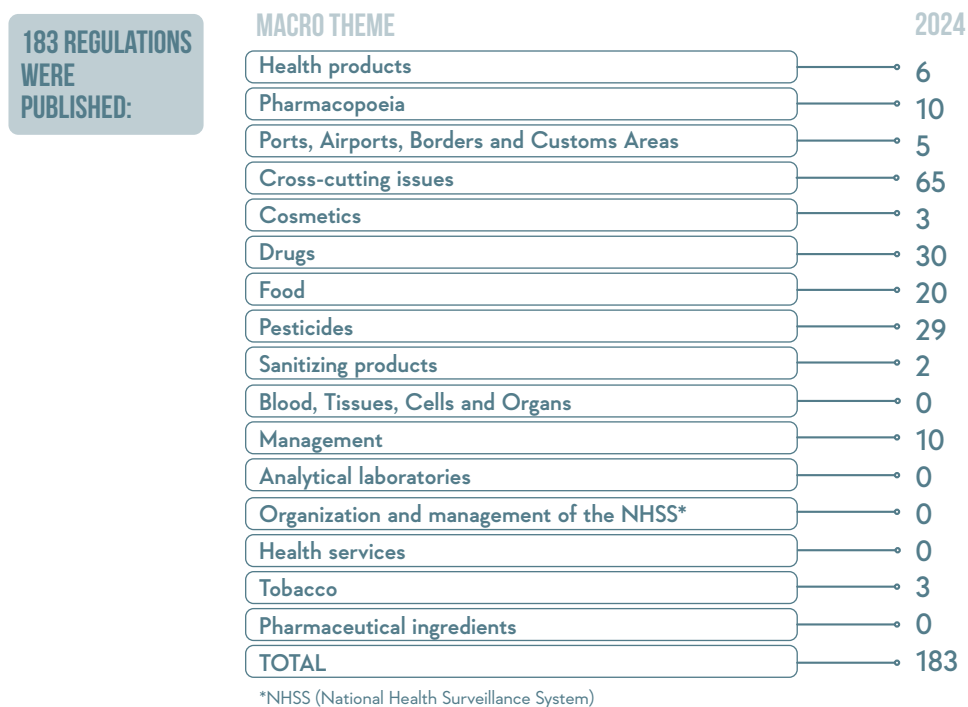 183 REGULATIONS
WERE
PUBLISHED:
MACRO THEME 2024
Health products 6
Pharmacopoeia 10
Ports, Airports, Borders and Customs Areas 5
Cross-cutting issues 65
Cosmetics 3
Drugs 30
Food 20
Pesticides 29
Sanitizing products 2
Blood, Tissues, Cells and Organs 0
Management 10
Analytical laboratories 0
Organization and management of the NHSS* 0
Health services 0
Tobacco 3
Pharmaceutical ingredients 0
TOTAL 183
*NHSS (National Health Surveillance System)